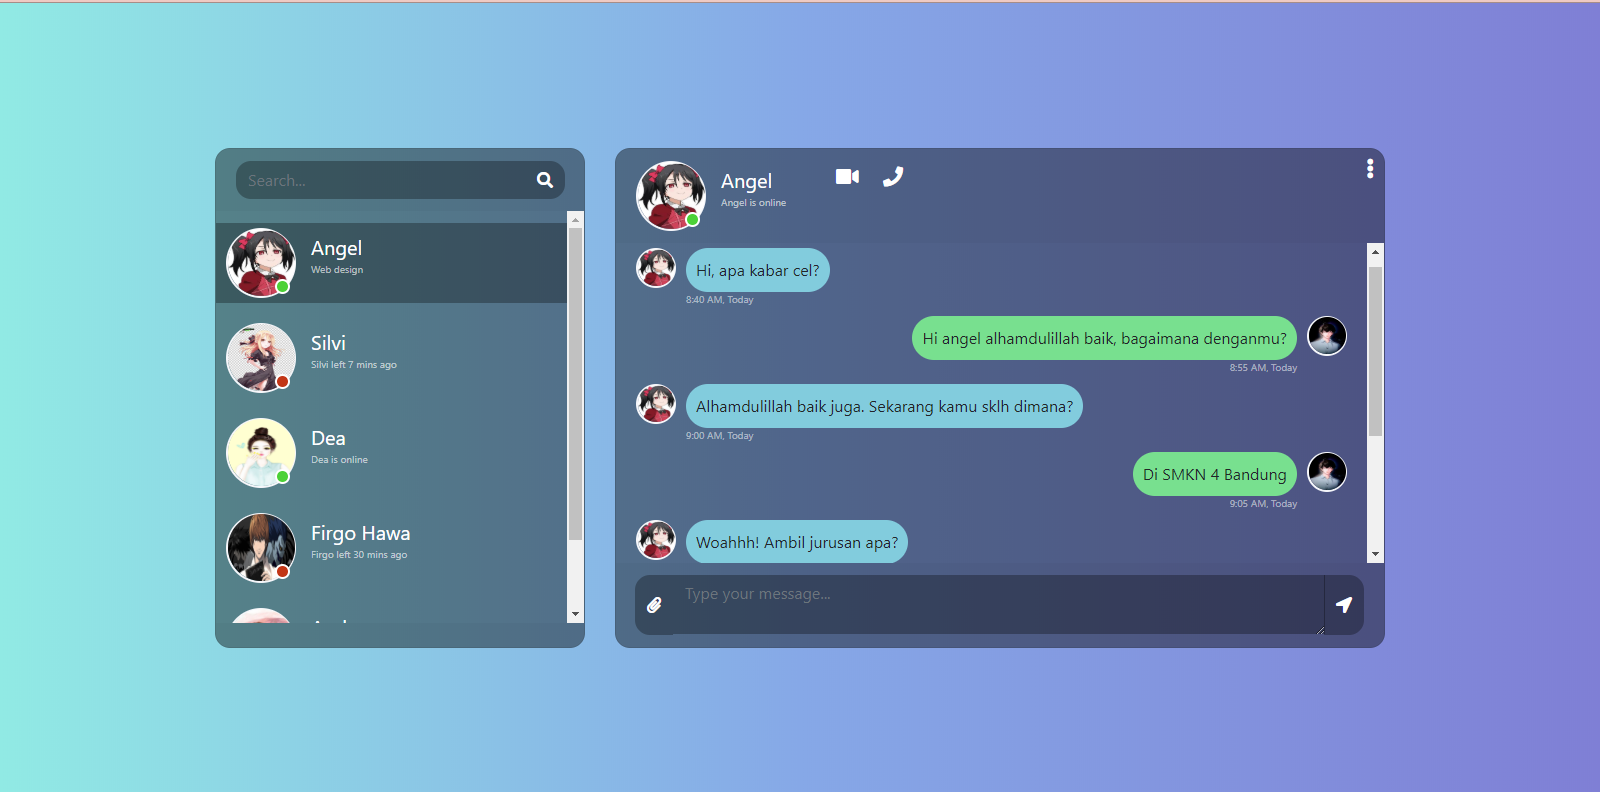 Search...
Angel
Web design
Silvi
Silvi left 7 mins ago
Dea
Dea is online
Firgo Hawa
Firgo left 30 mins ago
Angel
Angel is online
Hi, apa kabar cel?
8:40 AM, Today
Hi angel alhamdulillah baik, bagaimana denganmu?
8:55 AM, Today
Alhamdulillah baik juga. Sekarang kamu sklh dimana?
9:00 AM, Today
Di SMKN 4 Bandung
9:05 AM, Today
Woahhh! Ambil jurusan apa?
Type your message...